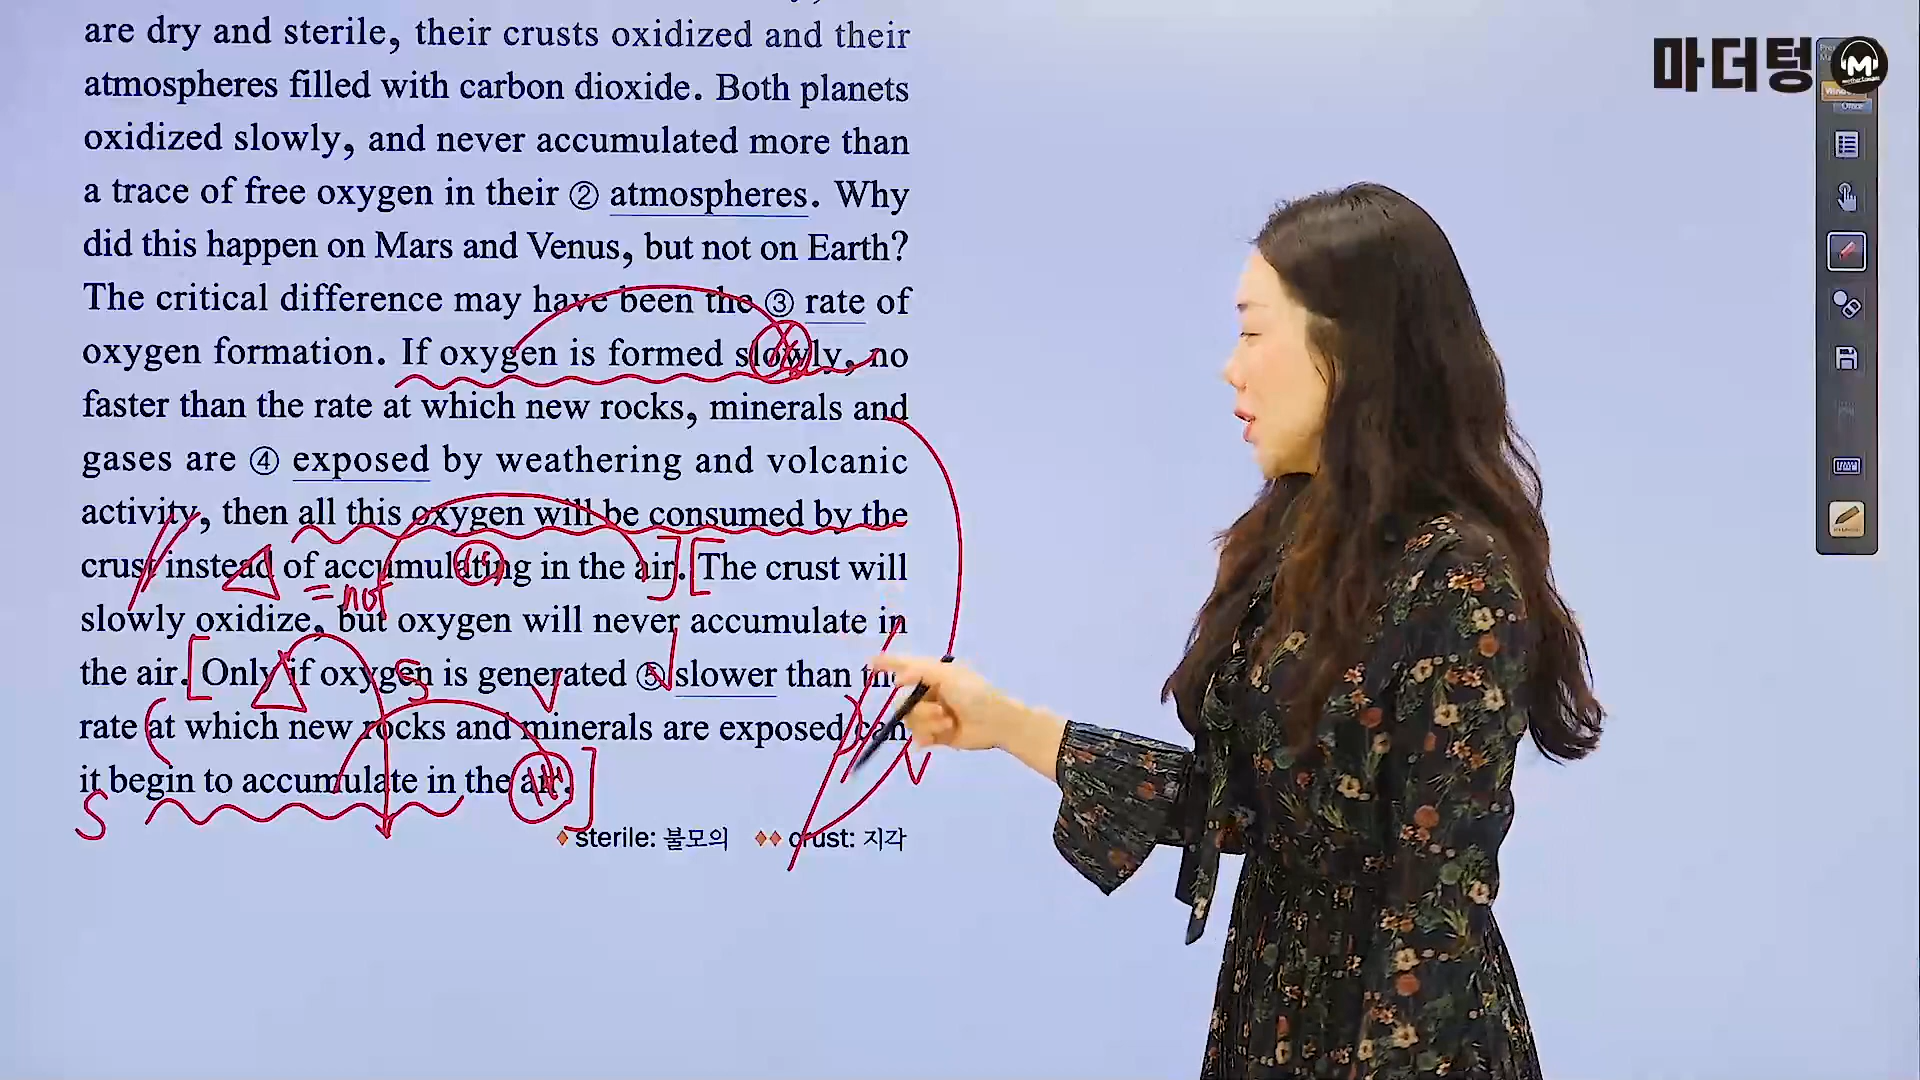 are dry and sterile, their crusts oxidized and their
atmospheres filled with carbon dioxide. Both planets
oxidized slowly, and never accumulated more than
a trace of free oxygen in their ② atmospheres. Why
did this happen on Mars and Venus, but not on Earth?
The critical difference may have been the ③ rate of
oxygen formation. If oxygen is formed slowly, no
faster than the rate at which new rocks, minerals and
gases are ④ exposed by weathering and volcanic
activity, then all this oxygen will be consumed by the
crust instead of accumulating in the air. The crust will
= not
slowly oxidize, but oxygen will never accumulate in
the air. Only if oxygen is generated ⑤ slower than the
S
V
rate at which new rocks and minerals are exposed can
V
it begin to accumulate in the air.
S
♦ sterile: 불모의 ♦♦ crust: 지각
마더텅
M